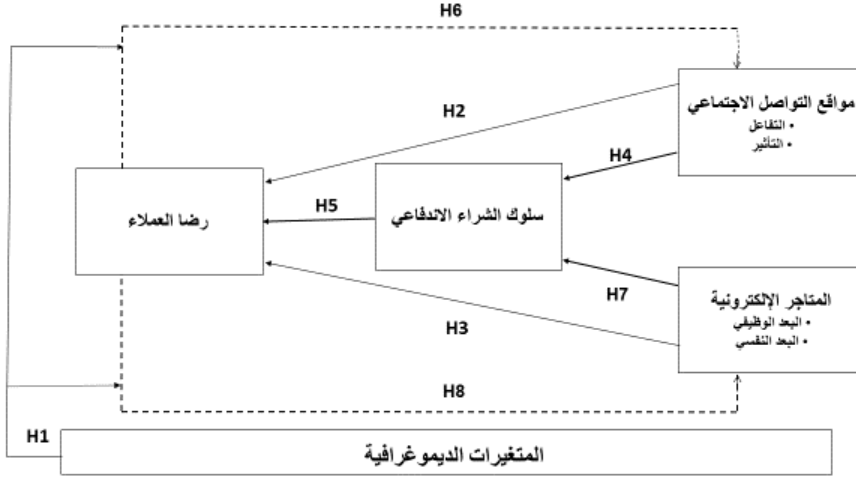 H6
مواقع التواصل الاجتماعي
• التفاعل
• التأثير
H2
H4
سلوك الشراء الاندفاعي
H5
رضا العملاء
H7
المتاجر الإلكترونية
• البعد الوظيفي
• البعد النفسي
H3
H8
H1
المتغيرات الديموغرافية